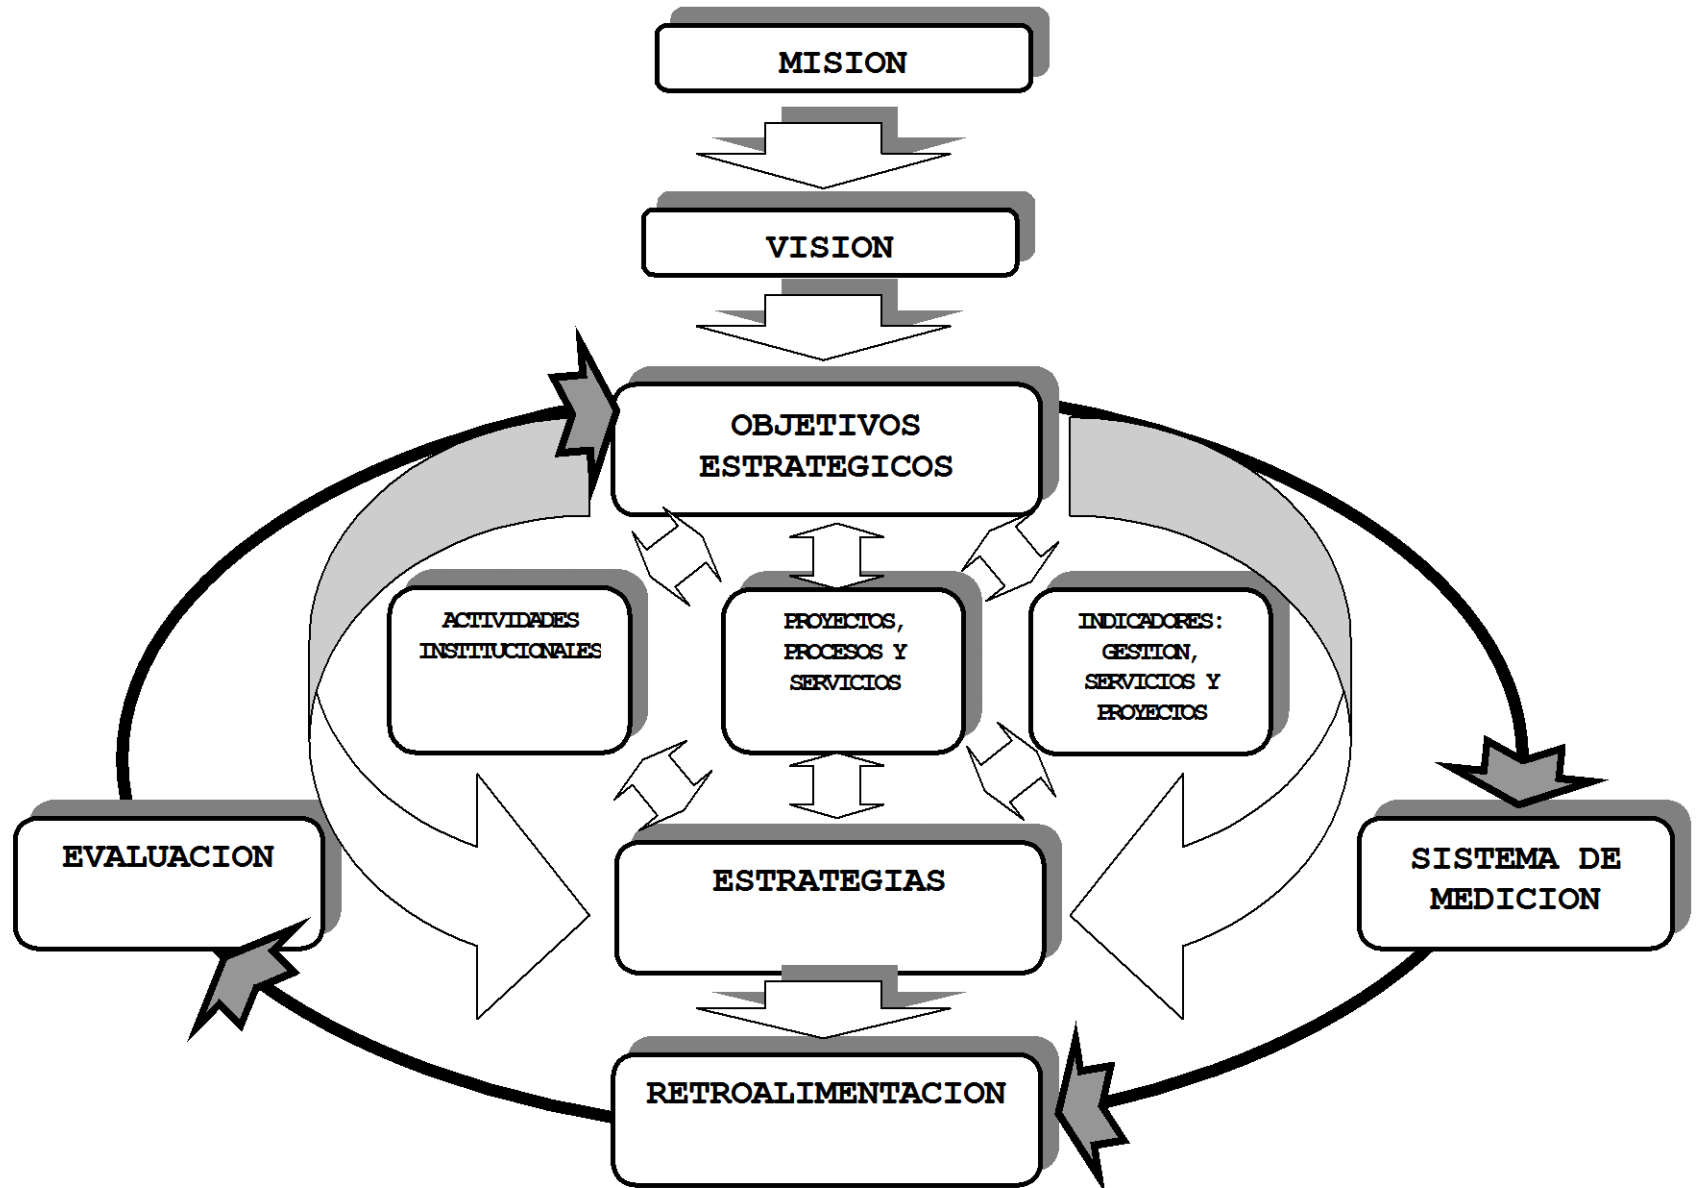 MISION
VISION
OBJETIVOS
ESTRATEGICOS
ACTIVIDADES
INSTITUCIONALES
PROYECTOS,
PROCESOS Y
SERVICIOS
INDICADORES:
GESTION,
SERVICIOS Y
PROYECTOS
EVALUACION
ESTRATEGIAS
SISTEMA DE
MEDICION
RETROALIMENTACION